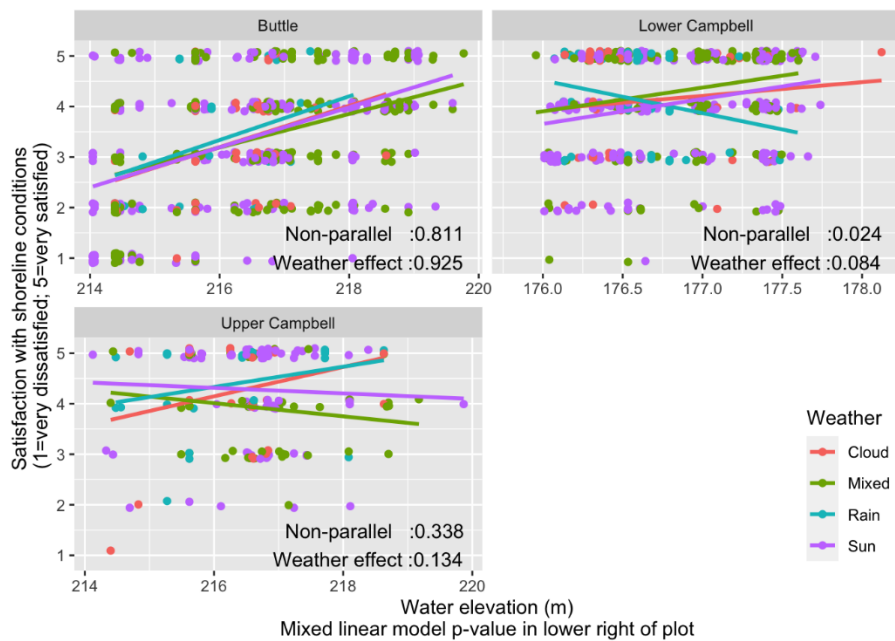 Buttle
Lower Campbell
Satisfaction with shoreline conditions
(1=very dissatisfied; 5=very satisfied)
5
4
3
2
1
Non-parallel :0.811
Weather effect :0.925
214
216
218
220
Non-parallel :0.024
Weather effect :0.084
176.0
176.5
177.0
177.5
178.0
Upper Campbell
5
4
3
2
1
Non-parallel :0.338
Weather effect :0.134
214
216
218
220
Weather
Cloud
Mixed
Rain
Sun
Water elevation (m)
Mixed linear model p-value in lower right of plot